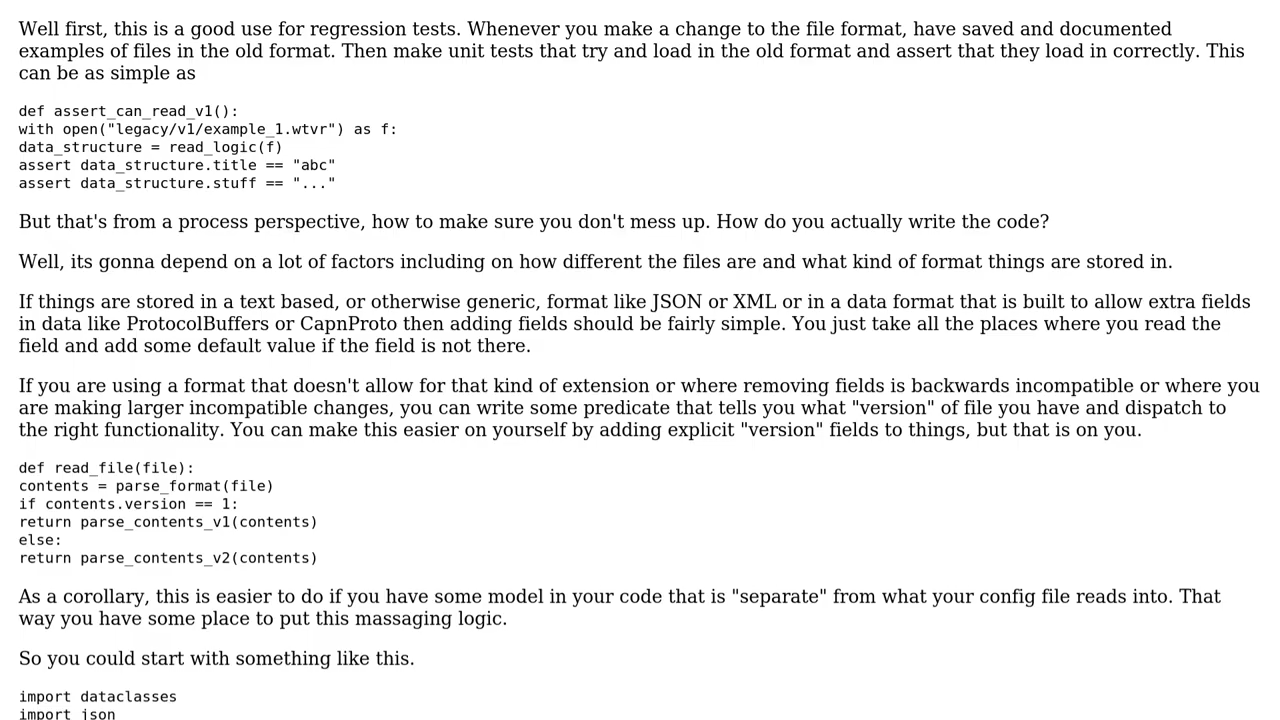 Well first, this is a good use for regression tests. Whenever you make a change to the file format, have saved and documented
examples of files in the old format. Then make unit tests that try and load in the old format and assert that they load in correctly. This
can be as simple as
def assert_can_read_v1():
with open("legacy/v1/example_1.wtvr") as f:
data_structure = read_logic(f)
assert data_structure.title == "abc"
assert data_structure.stuff == "..."
But that's from a process perspective, how to make sure you don't mess up. How do you actually write the code?
Well, its gonna depend on a lot of factors including on how different the files are and what kind of format things are stored in.
If things are stored in a text based, or otherwise generic, format like JSON or XML or in a data format that is built to allow extra fields
in data like ProtocolBuffers or CapnProto then adding fields should be fairly simple. You just take all the places where you read the
field and add some default value if the field is not there.
If you are using a format that doesn't allow for that kind of extension or where removing fields is backwards incompatible or where you
are making larger incompatible changes, you can write some predicate that tells you what "version" of file you have and dispatch to
the right functionality. You can make this easier on yourself by adding explicit "version" fields to things, but that is on you.
def read_file(file):
contents = parse_format(file)
if contents.version == 1:
return parse_contents_v1(contents)
else:
return parse_contents_v2(contents)
As a corollary, this is easier to do if you have some model in your code that is "separate" from what your config file reads into. That
way you have some place to put this massaging logic.
So you could start with something like this.
import dataclasses
import json